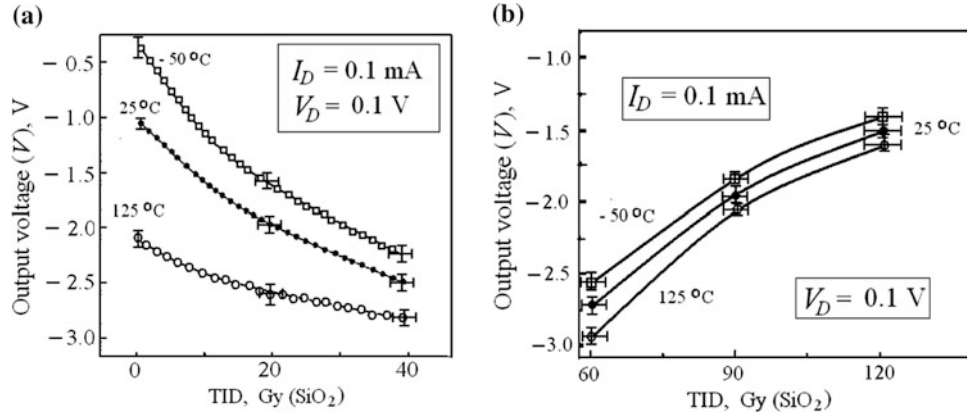 (a)
Output voltage (V), V
− 0.5
−1.0
−1.5
−2.0
−2.5
−3.0
- 50 °C
25 °C
125 °C
I_D = 0.1 mA
V_D = 0.1 V
0
20
40
TID, Gy (SiO₂)
(b)
Output voltage (V), V
−1.0
−1.5
−2.0
−2.5
−3.0
I_D = 0.1 mA
25 °C
- 50 °C
125 °C
V_D = 0.1 V
60
90
120
TID, Gy (SiO₂)